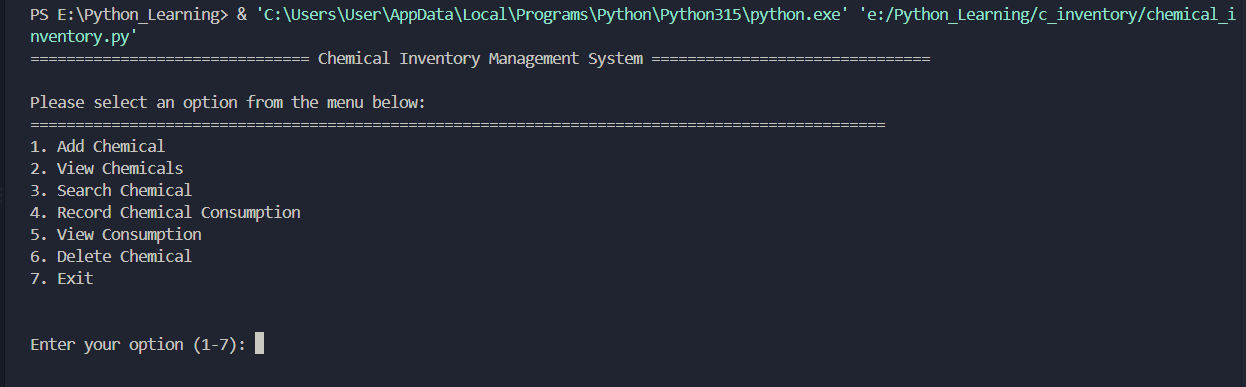 PS E:\Python_Learning> & 'C:\Users\User\AppData\Local\Programs\Python\Python315\python.exe' 'e:/Python_Learning/c_inventory/chemical_i
nventory.py'
=============================== Chemical Inventory Management System ===============================
Please select an option from the menu below:
===============================================================================================
1. Add Chemical
2. View Chemicals
3. Search Chemical
4. Record Chemical Consumption
5. View Consumption
6. Delete Chemical
7. Exit
Enter your option (1-7):